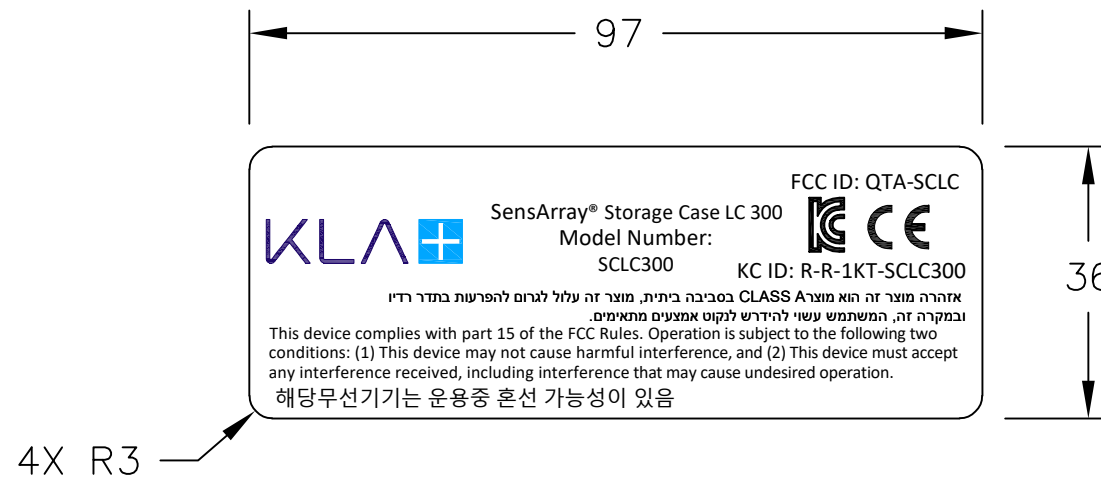 97
FCC ID: QTA-SCLC
SensArray® Storage Case LC 300
KLA
Model Number:
SCLC300
CE
KC ID: R-R-1KT-SCLC300
36
אזהרה מוצר זה הוא מוצרCLASS A בסביבה ביתית, מוצר זה עלול לגרום להפרעות בתדר רדיו
ובמקרה זה, המשתמש עשוי להידרש לנקוט אמצעים מתאימים.
This device complies with part 15 of the FCC Rules. Operation is subject to the following two
conditions: (1) This device may not cause harmful interference, and (2) This device must accept
any interference received, including interference that may cause undesired operation.
해당무선기기는 운용중 혼선 가능성이 있음
4X R3